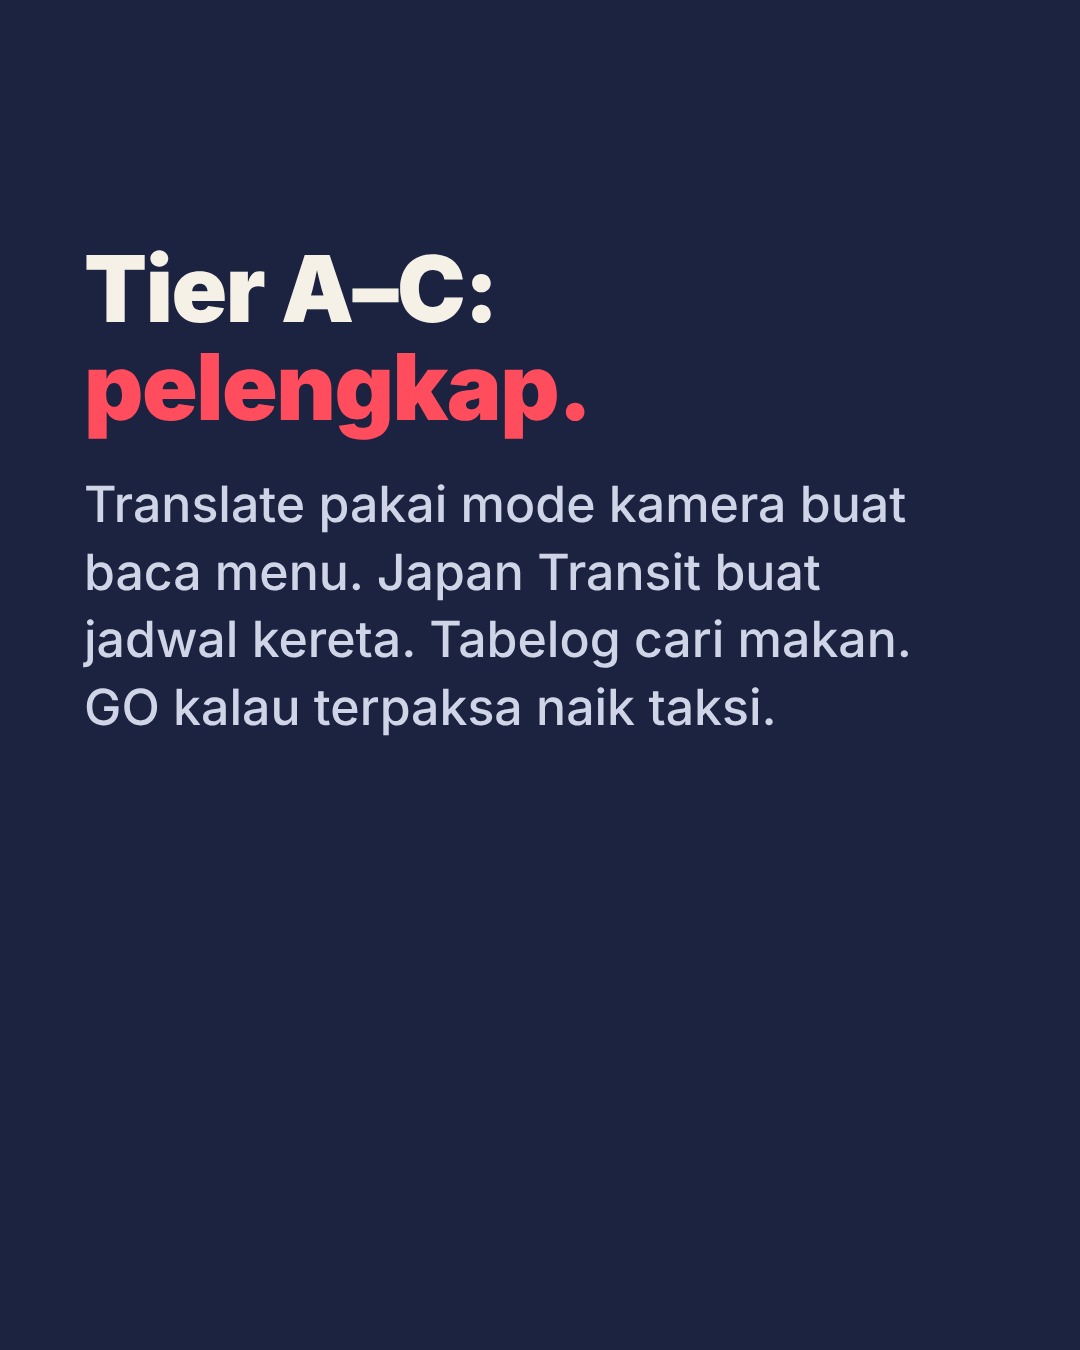 Tier A–C:
pelengkap.
Translate pakai mode kamera buat
baca menu. Japan Transit buat
jadwal kereta. Tabelog cari makan.
GO kalau terpaksa naik taksi.